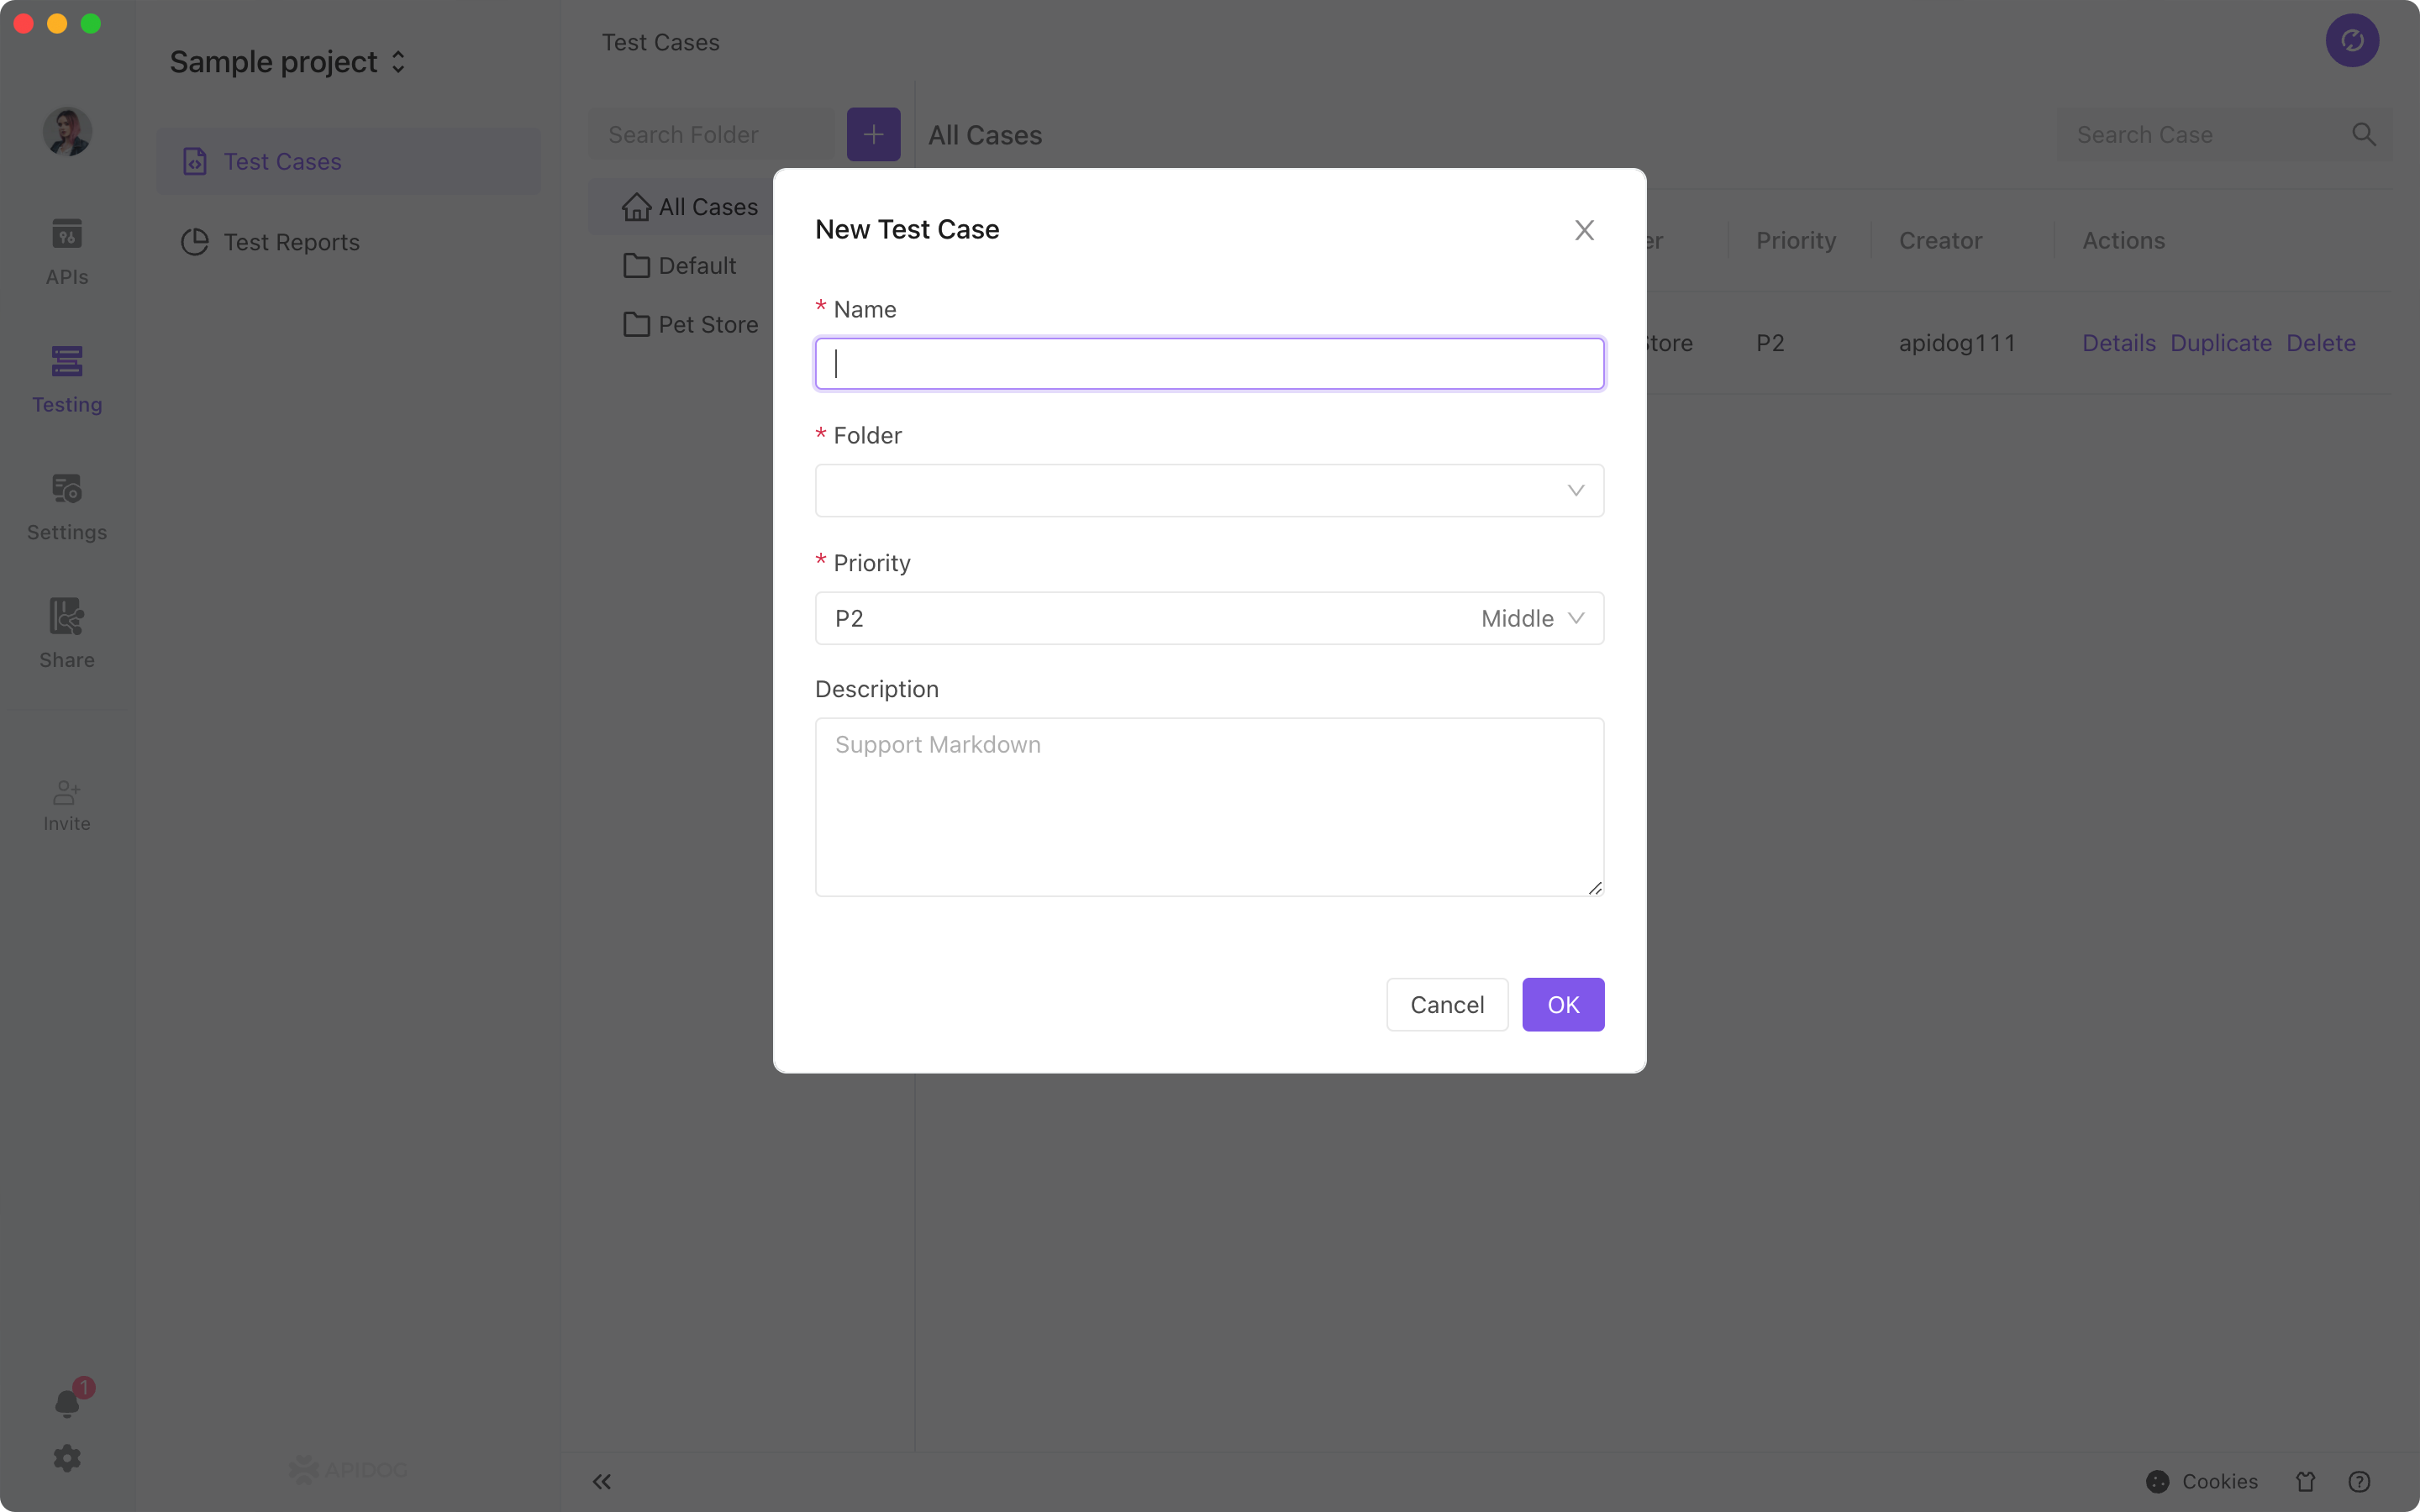 Sample project
Test Cases
Test Reports
APIs
Testing
Settings
Share
Invite
1
APIDOG
Test Cases
Search Folder
All Cases
Default
Pet Store
All Cases
Search Case
er
Priority
Creator
Actions
Store
P2
apidog111
Details Duplicate Delete
New Test Case
* Name
* Folder
* Priority
P2 Middle
Description
Support Markdown
Cancel
OK
Cookies